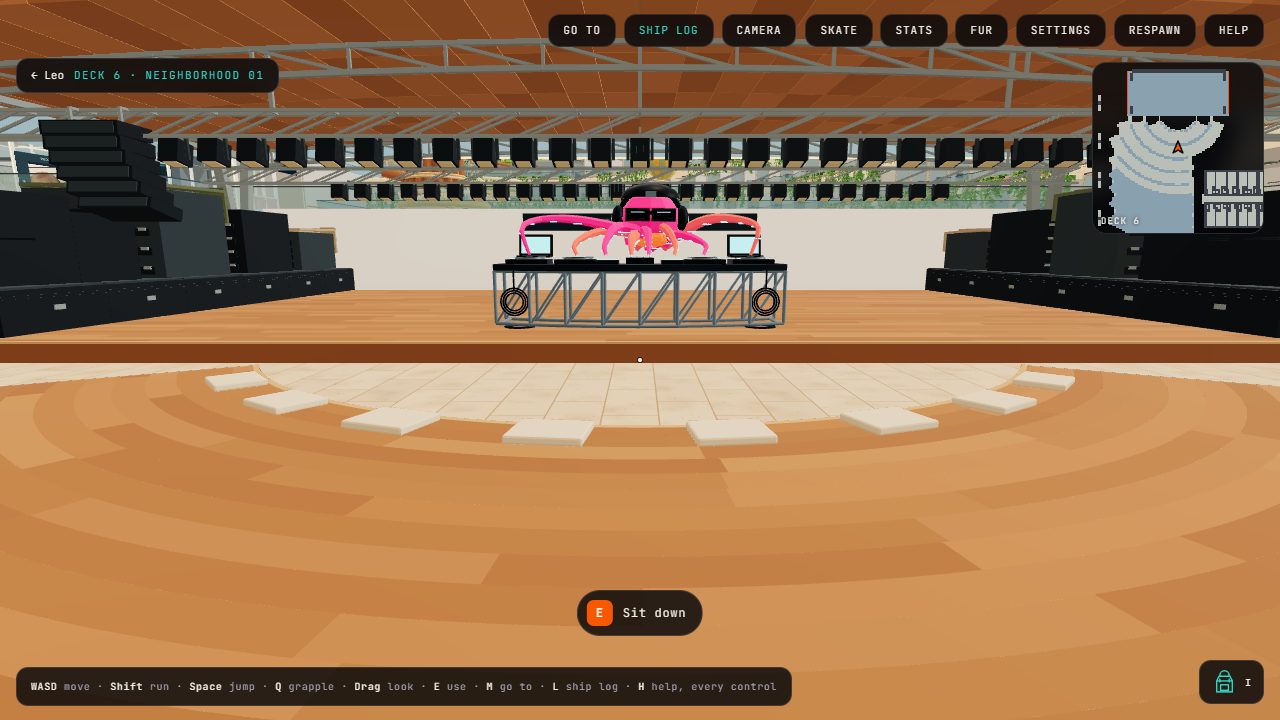 GO TO
SHIP LOG
CAMERA
SKATE
STATS
FUR
SETTINGS
RESPAWN
HELP
← Leo DECK 6 · NEIGHBORHOOD 01
DECK 6
E Sit down
WASD move · Shift run · Space jump · Q grapple · Drag look · E use · M go to · L ship log · H help, every control
I